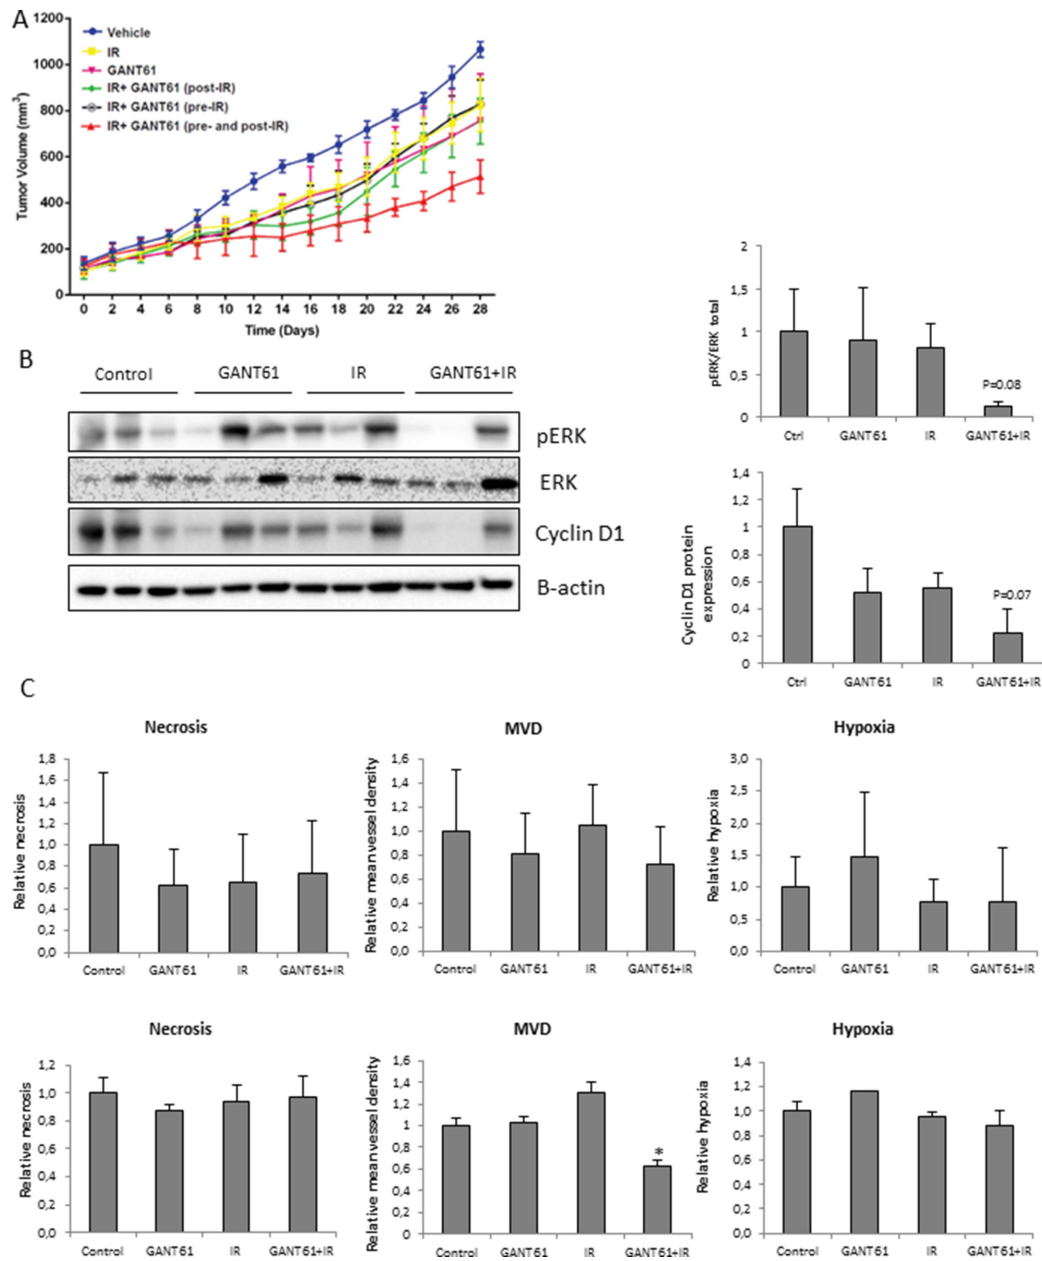 A
1200
1000
800
600
400
200
0
Tumor Volume (mm³)
Vehicle
IR
GANT61
IR+ GANT61 (post-IR)
IR+ GANT61 (pre-IR)
IR+ GANT61 (pre- and post-IR)
0 2 4 6 8 10 12 14 16 18 20 22 24 26 28
Time (Days)
B
Control GANT61 IR GANT61+IR
pERK
ERK
Cyclin D1
B-actin
pERK/ERK total
2
1,5
1
0,5
0
P=0.08
Ctrl GANT61 IR GANT61+IR
Cyclin D1 protein
expression
1,4
1,2
1
0,8
0,6
0,4
0,2
0
P=0.07
Ctrl GANT61 IR GANT61+IR
C
Necrosis
Relative necrosis
1,8
1,6
1,4
1,2
1,0
0,8
0,6
0,4
0,2
0,0
Control GANT61 IR GANT61+IR
MVD
Relative mean vessel density
1,6
1,4
1,2
1,0
0,8
0,6
0,4
0,2
0,0
Control GANT61 IR GANT61+IR
Hypoxia
Relative hypoxia
3,0
2,5
2,0
1,5
1,0
0,5
0,0
Control GANT61 IR GANT61+IR
Necrosis
Relative necrosis
1,2
1,0
0,8
0,6
0,4
0,2
0,0
Control GANT61 IR GANT61+IR
MVD
Relative mean vessel density
1,6
1,4
1,2
1
0,8
0,6
0,4
0,2
0
*
Control GANT61 IR GANT61+IR
Hypoxia
Relative hypoxia
1,4
1,2
1,0
0,8
0,6
0,4
0,2
0,0
Control GANT61 IR GANT61+IR